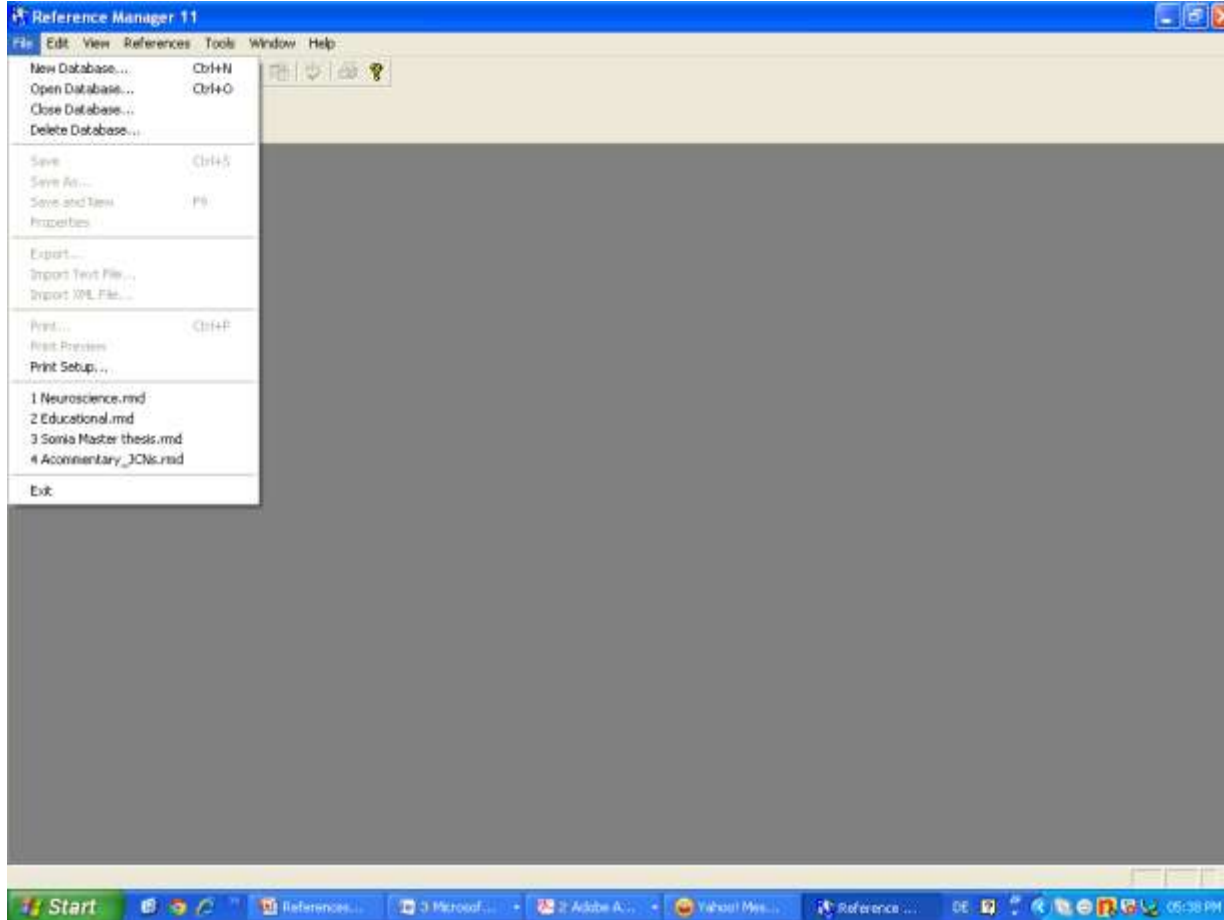 Reference Manager 11
File Edit View References Tools Window Help
New Database... Ctrl+N
Open Database... Ctrl+O
Close Database...
Delete Database...
Save Ctrl+S
Save As...
Save and New F9
Properties
Export...
Import Text File...
Import XML File...
Print... Ctrl+P
Print Preview
Print Setup...
1 Neuroscience.rmd
2 Educational.rmd
3 Somia Master thesis.rmd
4 Acommentary_JCNs.rmd
Exit
Start References... 3 Microsof... 2 Adobe A... Yahoo! Mes... Reference ... DE 05:38 PM